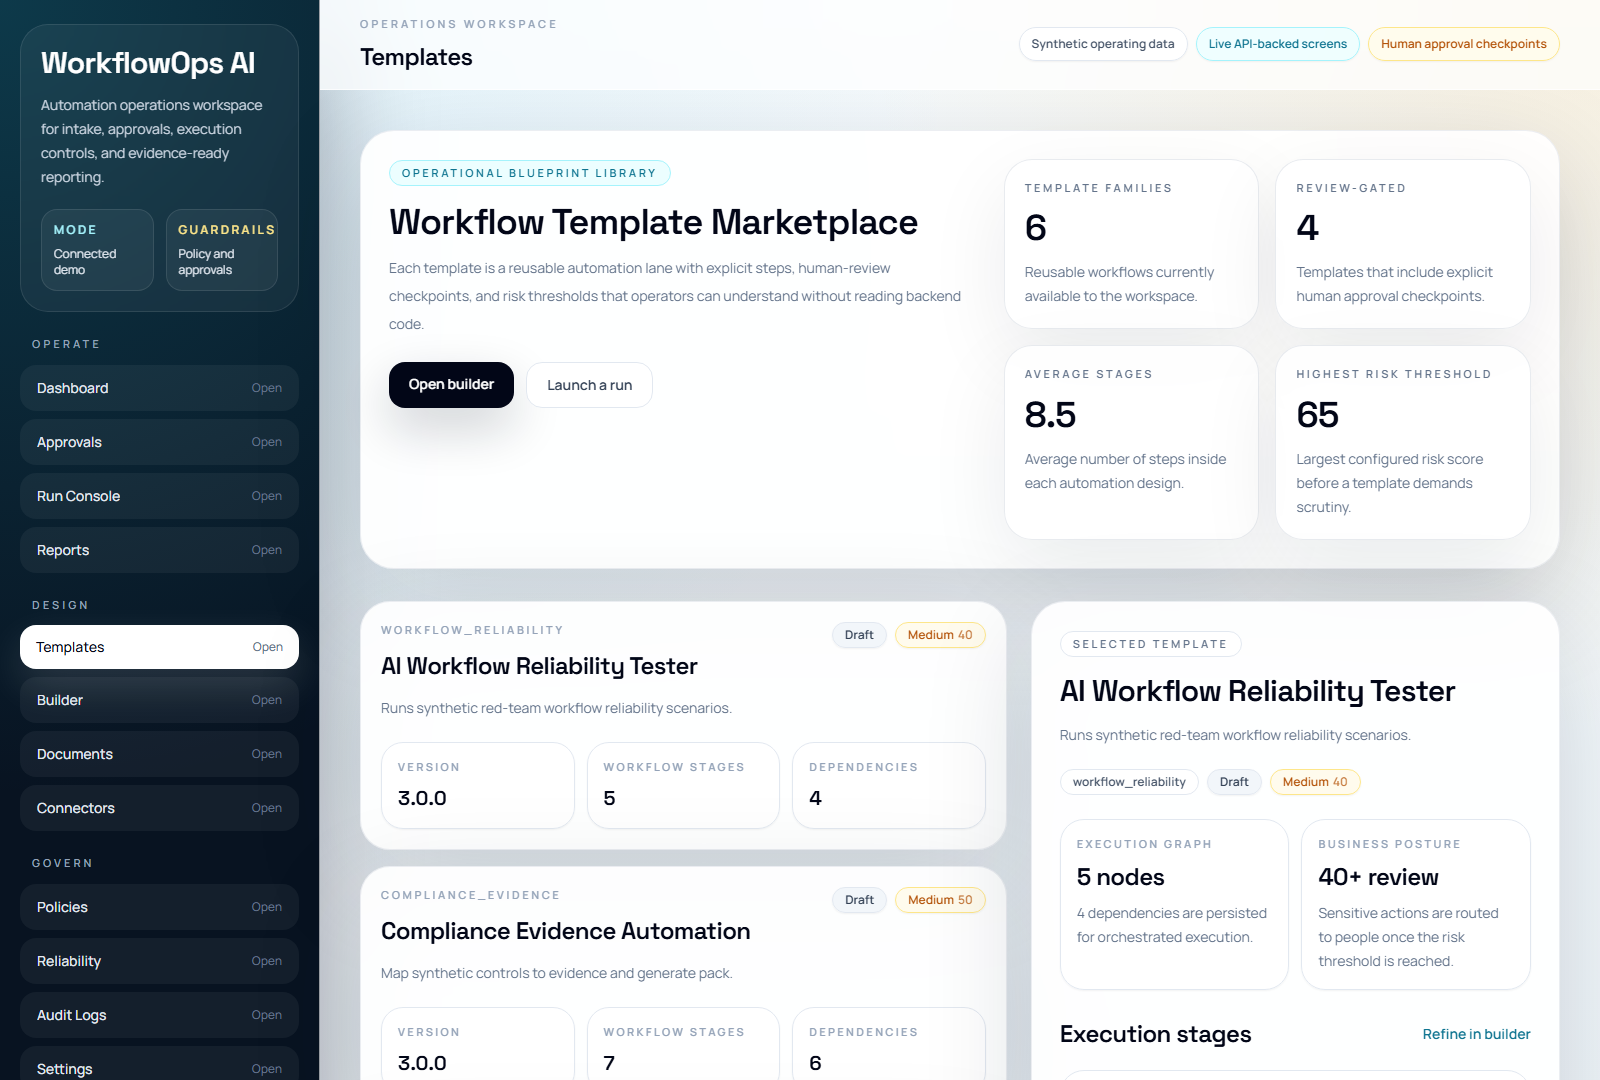 WorkflowOps AI
Automation operations workspace
for intake, approvals, execution
controls, and evidence-ready
reporting.
MODE
Connected
demo
GUARDRAILS
Policy and
approvals
OPERATE
Dashboard Open
Approvals Open
Run Console Open
Reports Open
DESIGN
Templates Open
Builder Open
Documents Open
Connectors Open
GOVERN
Policies Open
Reliability Open
Audit Logs Open
Settings Open
OPERATIONS WORKSPACE
Templates
Synthetic operating data
Live API-backed screens
Human approval checkpoints
OPERATIONAL BLUEPRINT LIBRARY
Workflow Template Marketplace
Each template is a reusable automation lane with explicit steps, human-review
checkpoints, and risk thresholds that operators can understand without reading backend
code.
Open builder
Launch a run
TEMPLATE FAMILIES
6
Reusable workflows currently
available to the workspace.
REVIEW-GATED
4
Templates that include explicit
human approval checkpoints.
AVERAGE STAGES
8.5
Average number of steps inside
each automation design.
HIGHEST RISK THRESHOLD
65
Largest configured risk score
before a template demands
scrutiny.
WORKFLOW_RELIABILITY
Draft
Medium 40
AI Workflow Reliability Tester
Runs synthetic red-team workflow reliability scenarios.
VERSION
3.0.0
WORKFLOW STAGES
5
DEPENDENCIES
4
COMPLIANCE_EVIDENCE
Draft
Medium 50
Compliance Evidence Automation
Map synthetic controls to evidence and generate pack.
VERSION
3.0.0
WORKFLOW STAGES
7
DEPENDENCIES
6
SELECTED TEMPLATE
AI Workflow Reliability Tester
Runs synthetic red-team workflow reliability scenarios.
workflow_reliability
Draft
Medium 40
EXECUTION GRAPH
5 nodes
4 dependencies are persisted
for orchestrated execution.
BUSINESS POSTURE
40+ review
Sensitive actions are routed
to people once the risk
threshold is reached.
Execution stages
Refine in builder